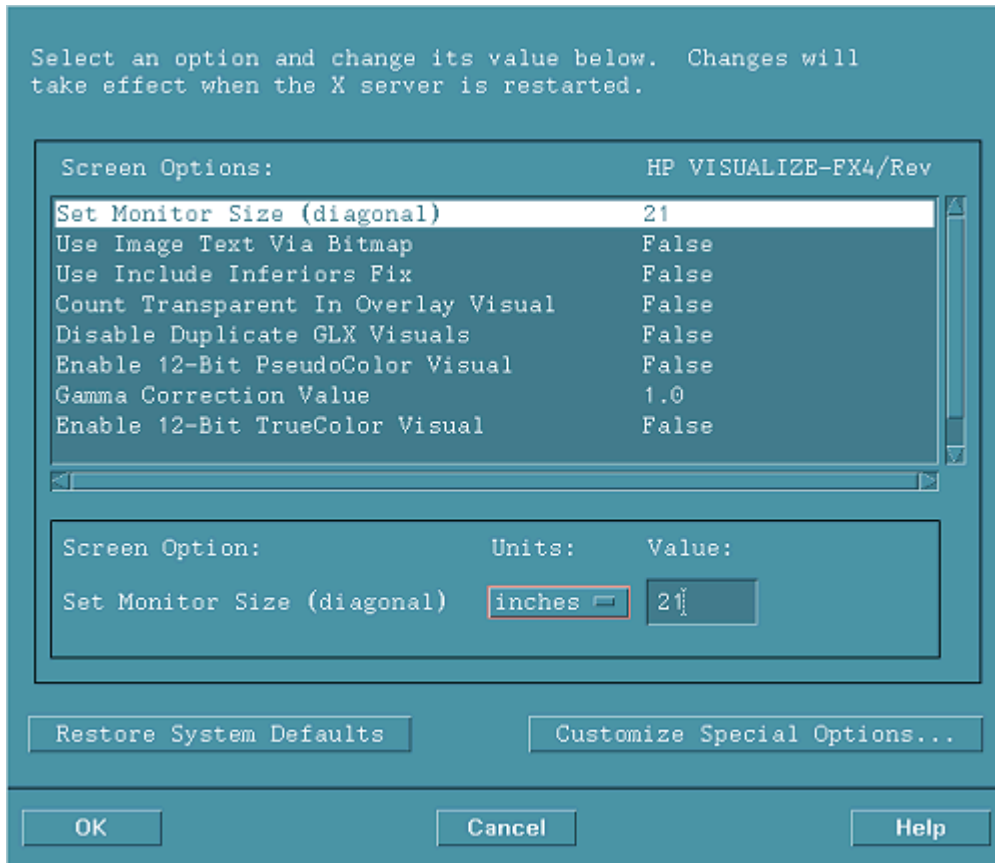 Select an option and change its value below.  Changes will
take effect when the X server is restarted.
Screen Options: HP VISUALIZE-FX4/Rev
Set Monitor Size (diagonal) 21
Use Image Text Via Bitmap False
Use Include Inferiors Fix False
Count Transparent In Overlay Visual False
Disable Duplicate GLX Visuals False
Enable 12-Bit PseudoColor Visual False
Gamma Correction Value 1.0
Enable 12-Bit TrueColor Visual False
Screen Option: Units: Value:
Set Monitor Size (diagonal) inches 21
Restore System Defaults Customize Special Options...
OK Cancel Help